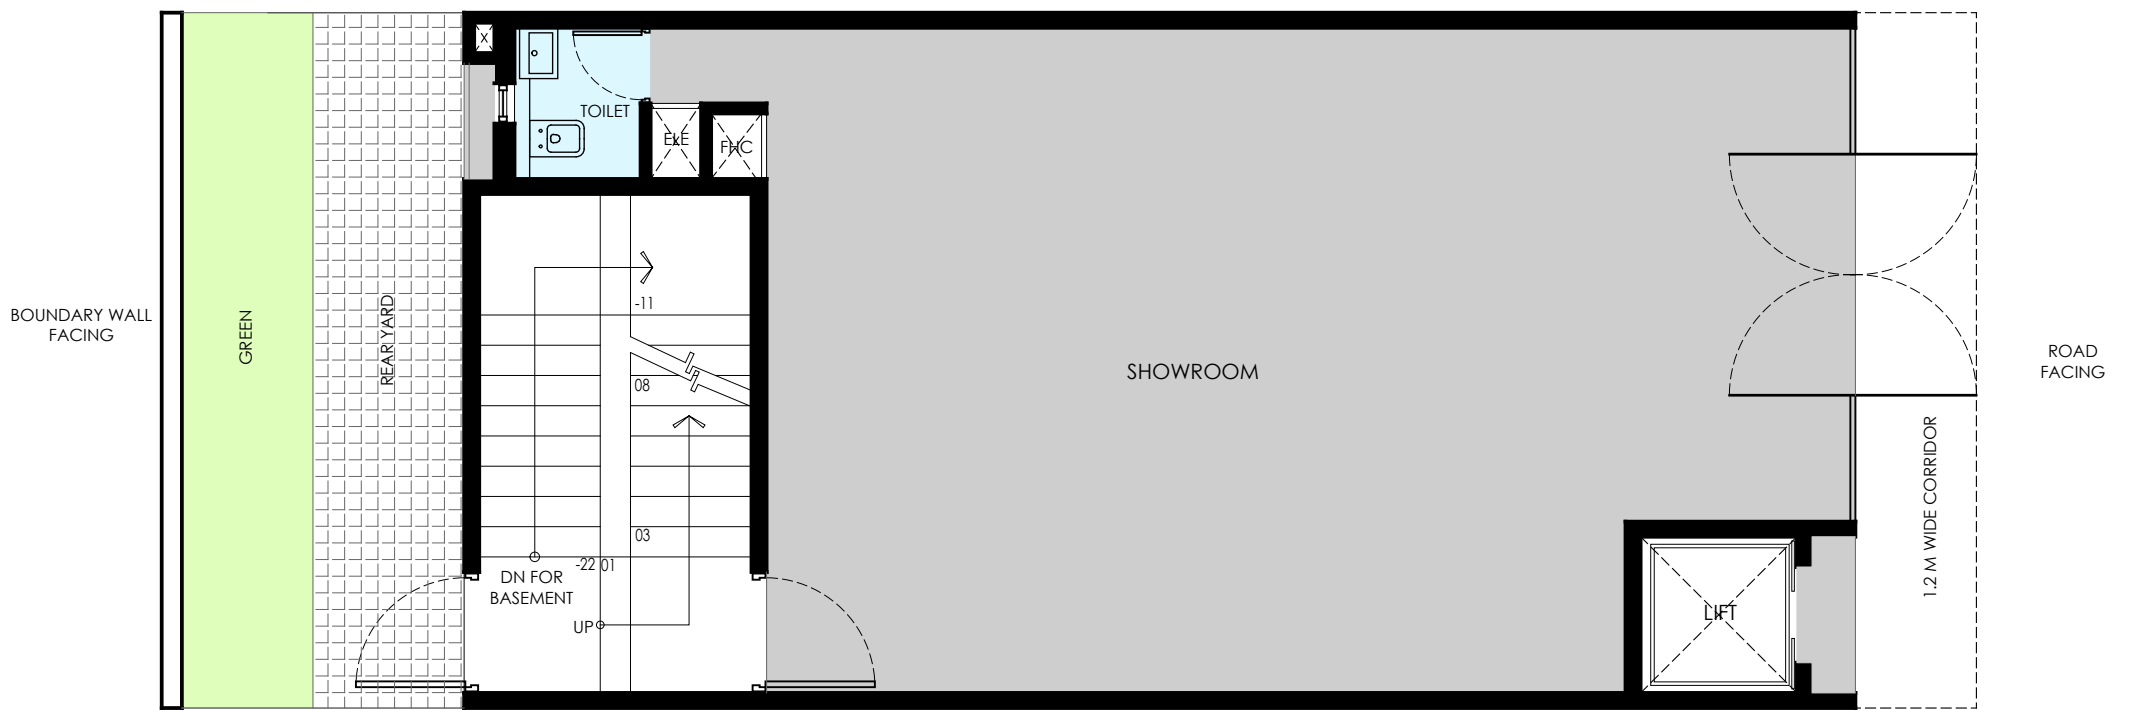 X
TOILET
ELE
FHC
BOUNDARY WALL
FACING
GREEN
REAR YARD
-11
08
03
-22
01
DN FOR
BASEMENT
UP
SHOWROOM
LIFT
1.2 M WIDE CORRIDOR
ROAD
FACING